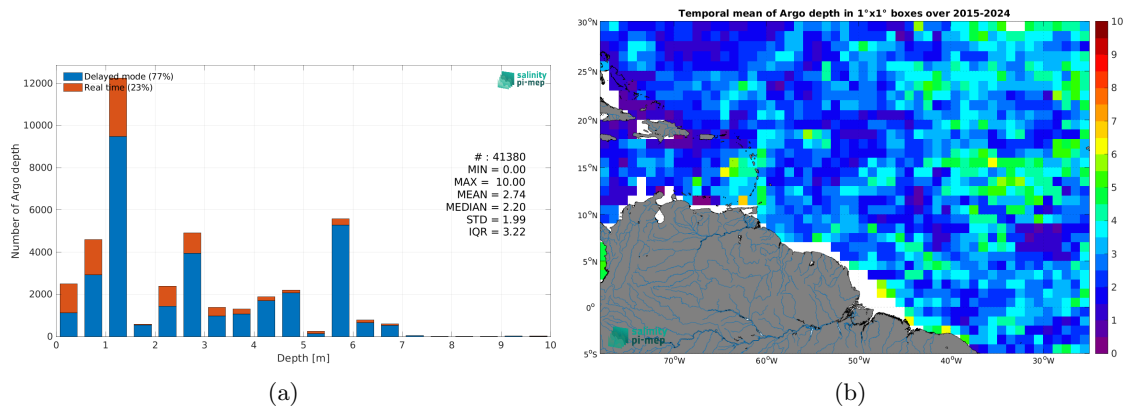 Delayed mode (77%)
Real time (23%)
salinity
pi-mep
12000
10000
8000
6000
4000
2000
0
Number of Argo depth
# : 41380
MIN = 0.00
MAX = 10.00
MEAN = 2.74
MEDIAN = 2.20
STD = 1.99
IQR = 3.22
0 1 2 3 4 5 6 7 8 9 10
Depth [m]
(a)
Temporal mean of Argo depth in 1°x1° boxes over 2015-2024
30°N
25°N
20°N
15°N
10°N
5°N
0°
5°S
70°W 60°W 50°W 40°W 30°W
salinity
pi-mep
10
9
8
7
6
5
4
3
2
1
0
(b)